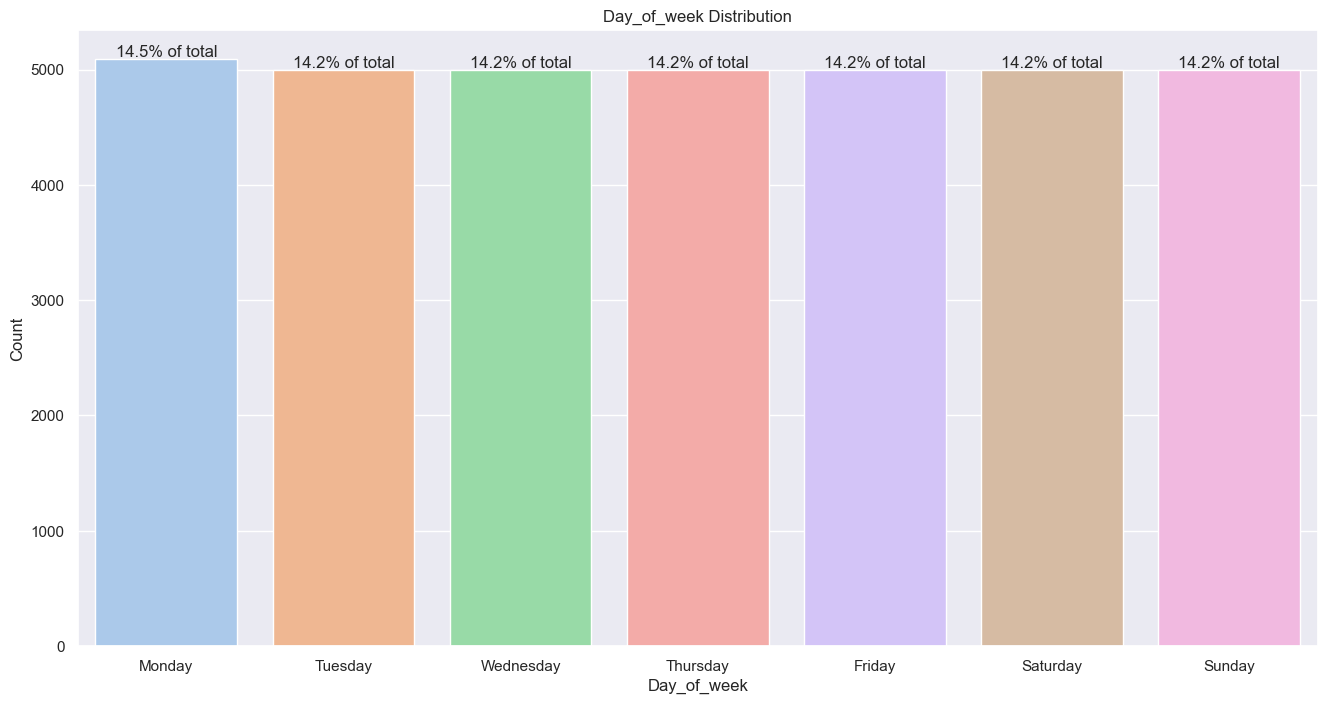 Day_of_week Distribution
14.5% of total
14.2% of total
14.2% of total
14.2% of total
14.2% of total
14.2% of total
14.2% of total
5000
4000
3000
2000
1000
0
Count
Monday
Tuesday
Wednesday
Thursday
Friday
Saturday
Sunday
Day_of_week